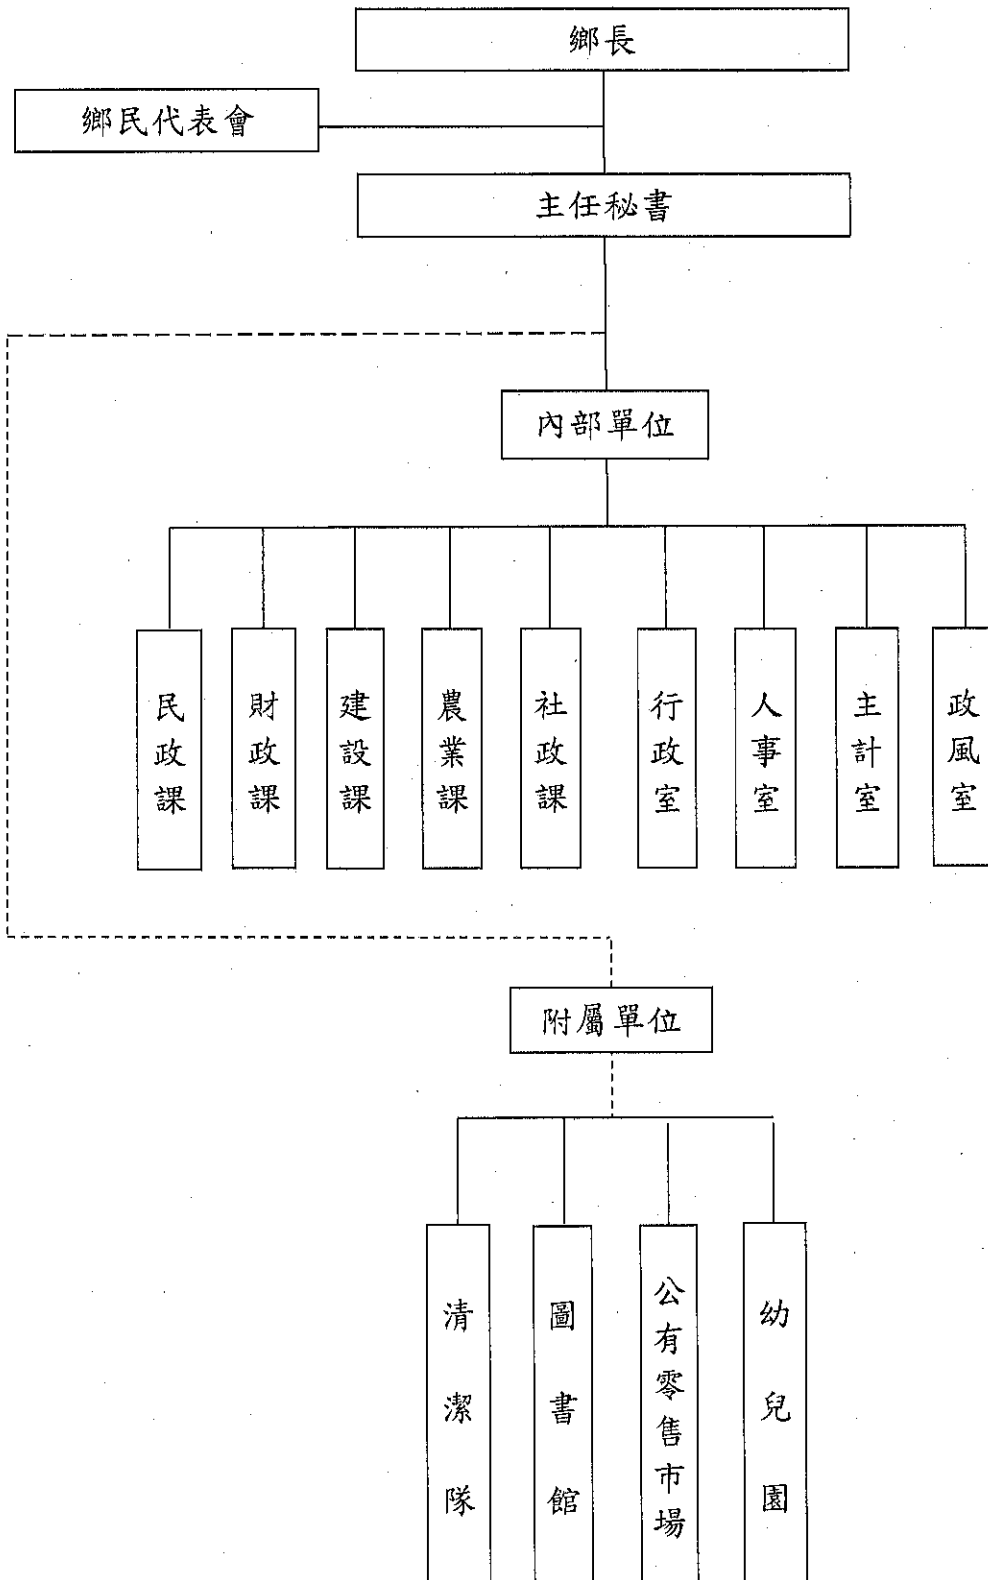 鄉長
鄉民代表會
主任秘書
內部單位
民政課
財政課
建設課
農業課
社政課
行政室
人事室
主計室
政風室
附屬單位
清潔隊
圖書館
公有零售市場
幼兒園